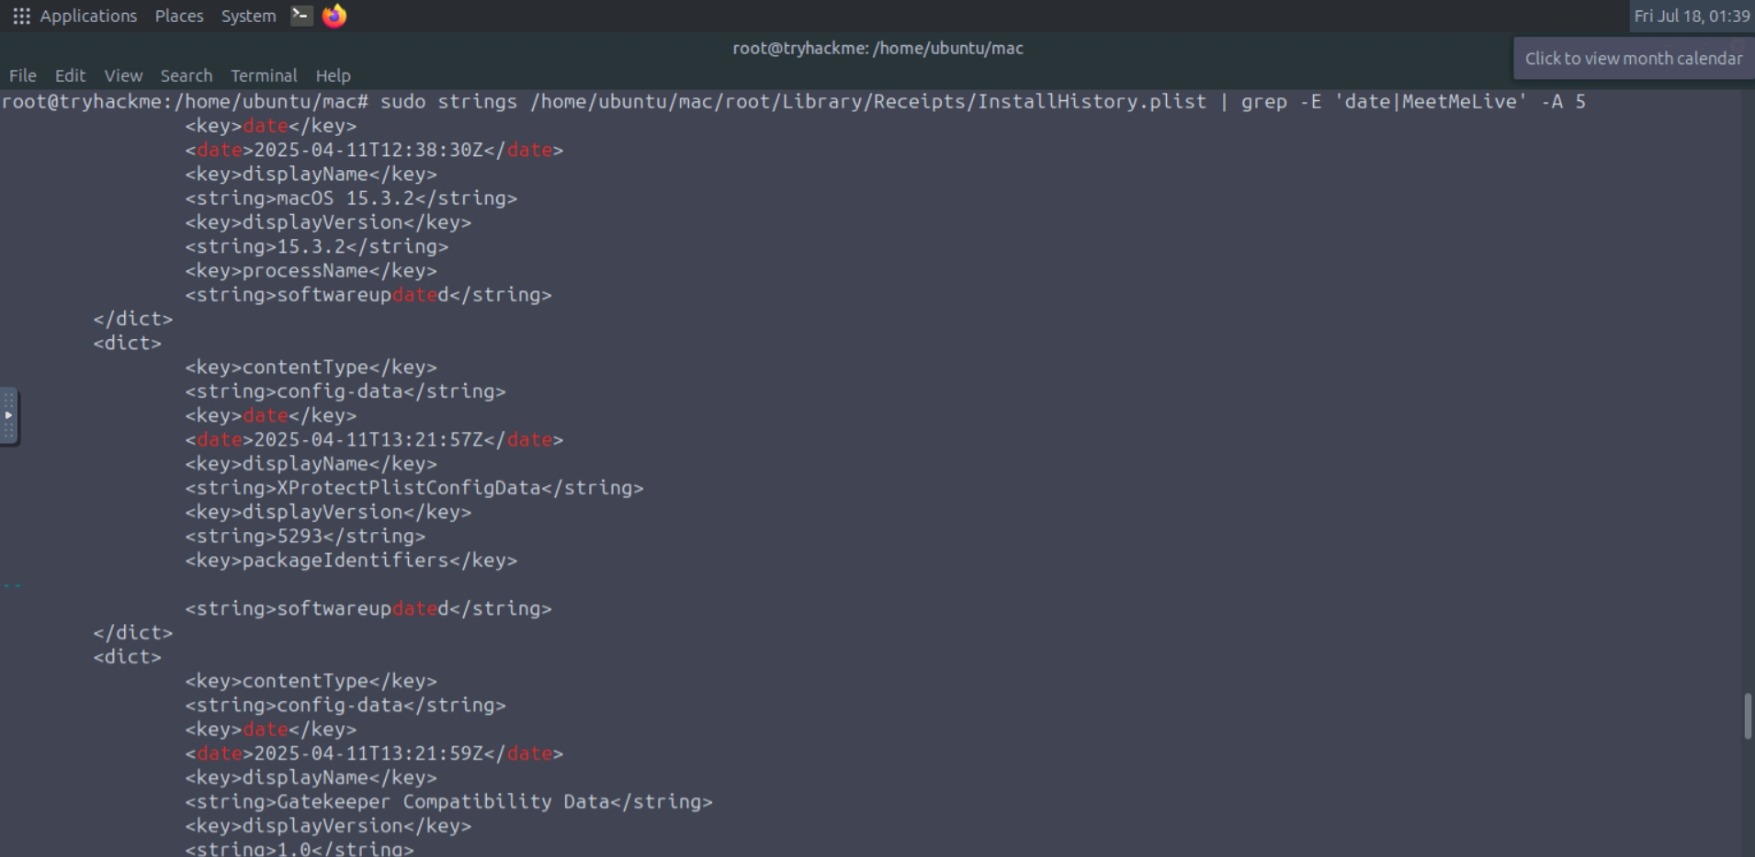 Applications Places System Fri Jul 18, 01:39
root@tryhackme: /home/ubuntu/mac
Click to view month calendar
File Edit View Search Terminal Help
root@tryhackme:/home/ubuntu/mac# sudo strings /home/ubuntu/mac/root/Library/Receipts/InstallHistory.plist | grep -E 'date|MeetMeLive' -A 5
<key>date</key>
<date>2025-04-11T12:38:30Z</date>
<key>displayName</key>
<string>macOS 15.3.2</string>
<key>displayVersion</key>
<string>15.3.2</string>
<key>processName</key>
<string>softwareupdated</string>
</dict>
<dict>
<key>contentType</key>
<string>config-data</string>
<key>date</key>
<date>2025-04-11T13:21:57Z</date>
<key>displayName</key>
<string>XProtectPlistConfigData</string>
<key>displayVersion</key>
<string>5293</string>
<key>packageIdentifiers</key>
--
<string>softwareupdated</string>
</dict>
<dict>
<key>contentType</key>
<string>config-data</string>
<key>date</key>
<date>2025-04-11T13:21:59Z</date>
<key>displayName</key>
<string>Gatekeeper Compatibility Data</string>
<key>displayVersion</key>
<string>1.0</string>